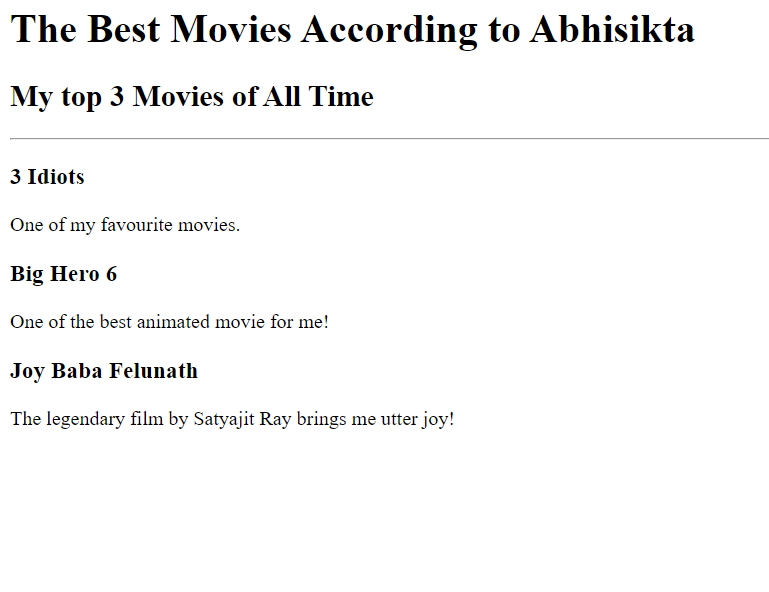 The Best Movies According to Abhisikta
My top 3 Movies of All Time
3 Idiots
One of my favourite movies.
Big Hero 6
One of the best animated movie for me!
Joy Baba Felunath
The legendary film by Satyajit Ray brings me utter joy!